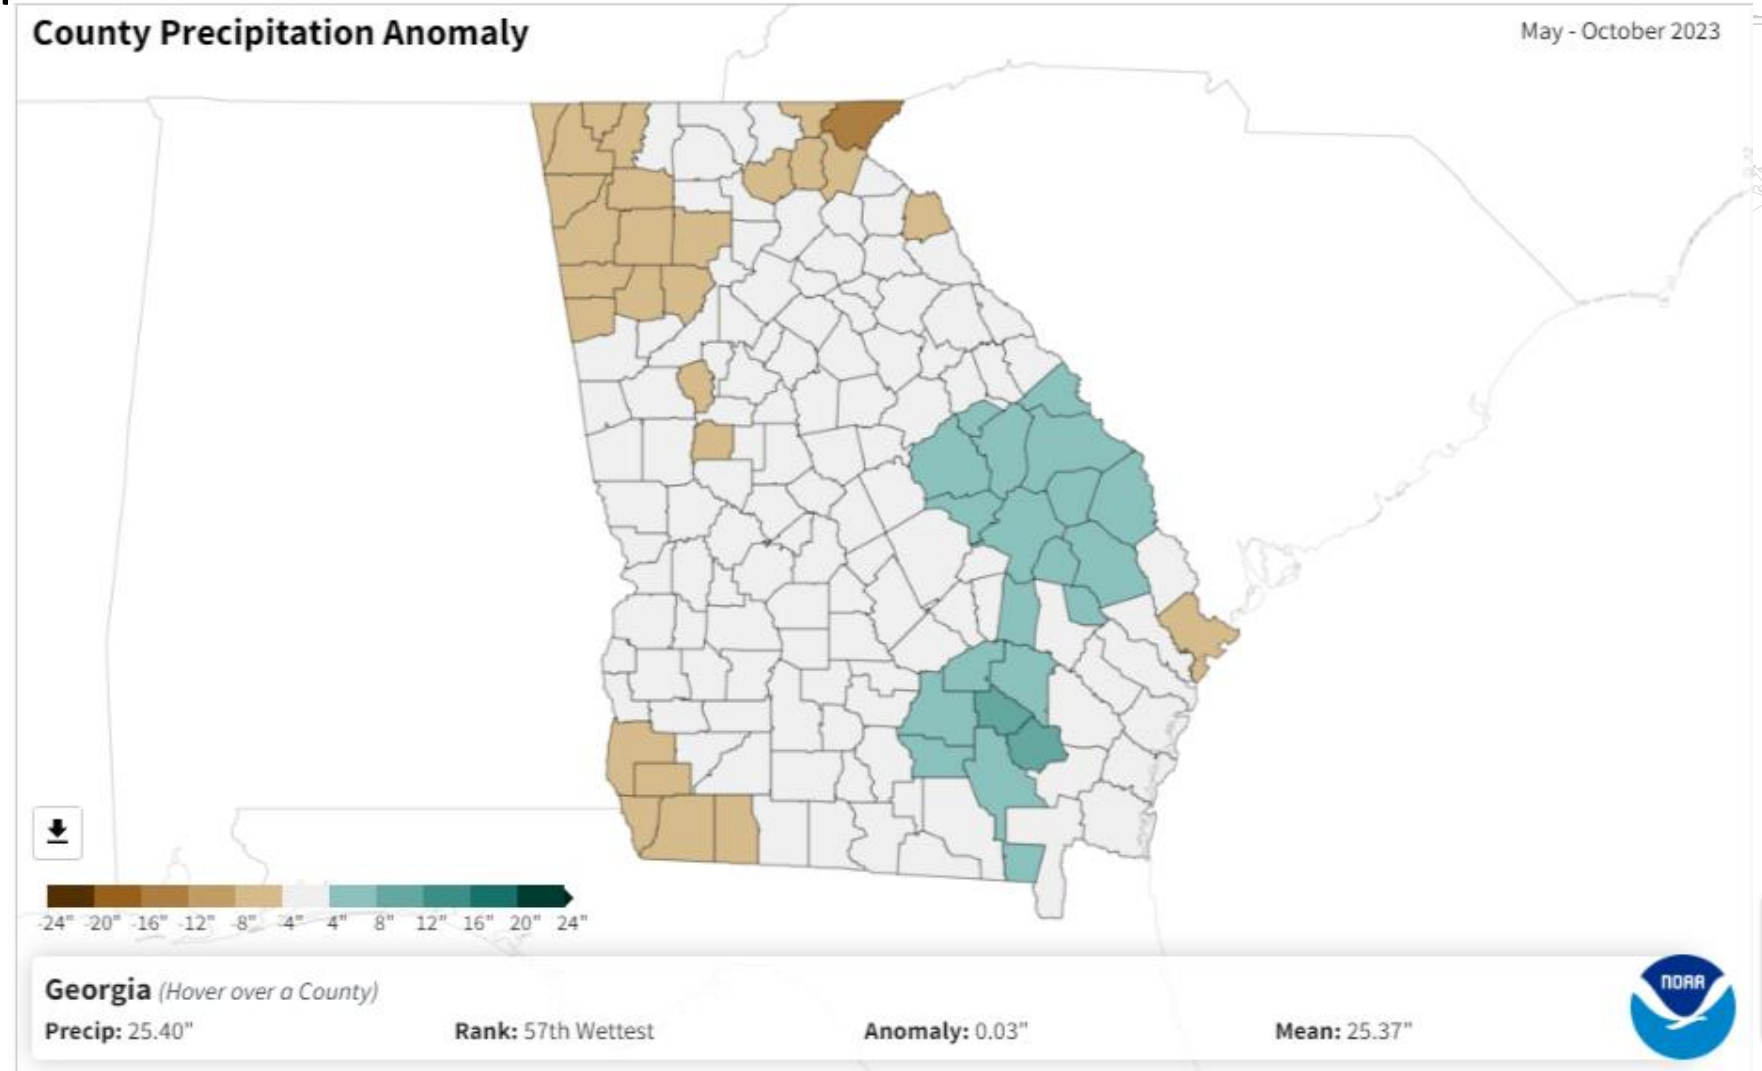 County Precipitation Anomaly
May - October 2023
-24" -20" -16" -12" -8" -4" 4" 8" 12" 16" 20" 24"
Georgia (Hover over a County)
Precip: 25.40" Rank: 57th Wettest Anomaly: 0.03" Mean: 25.37"
NOAA